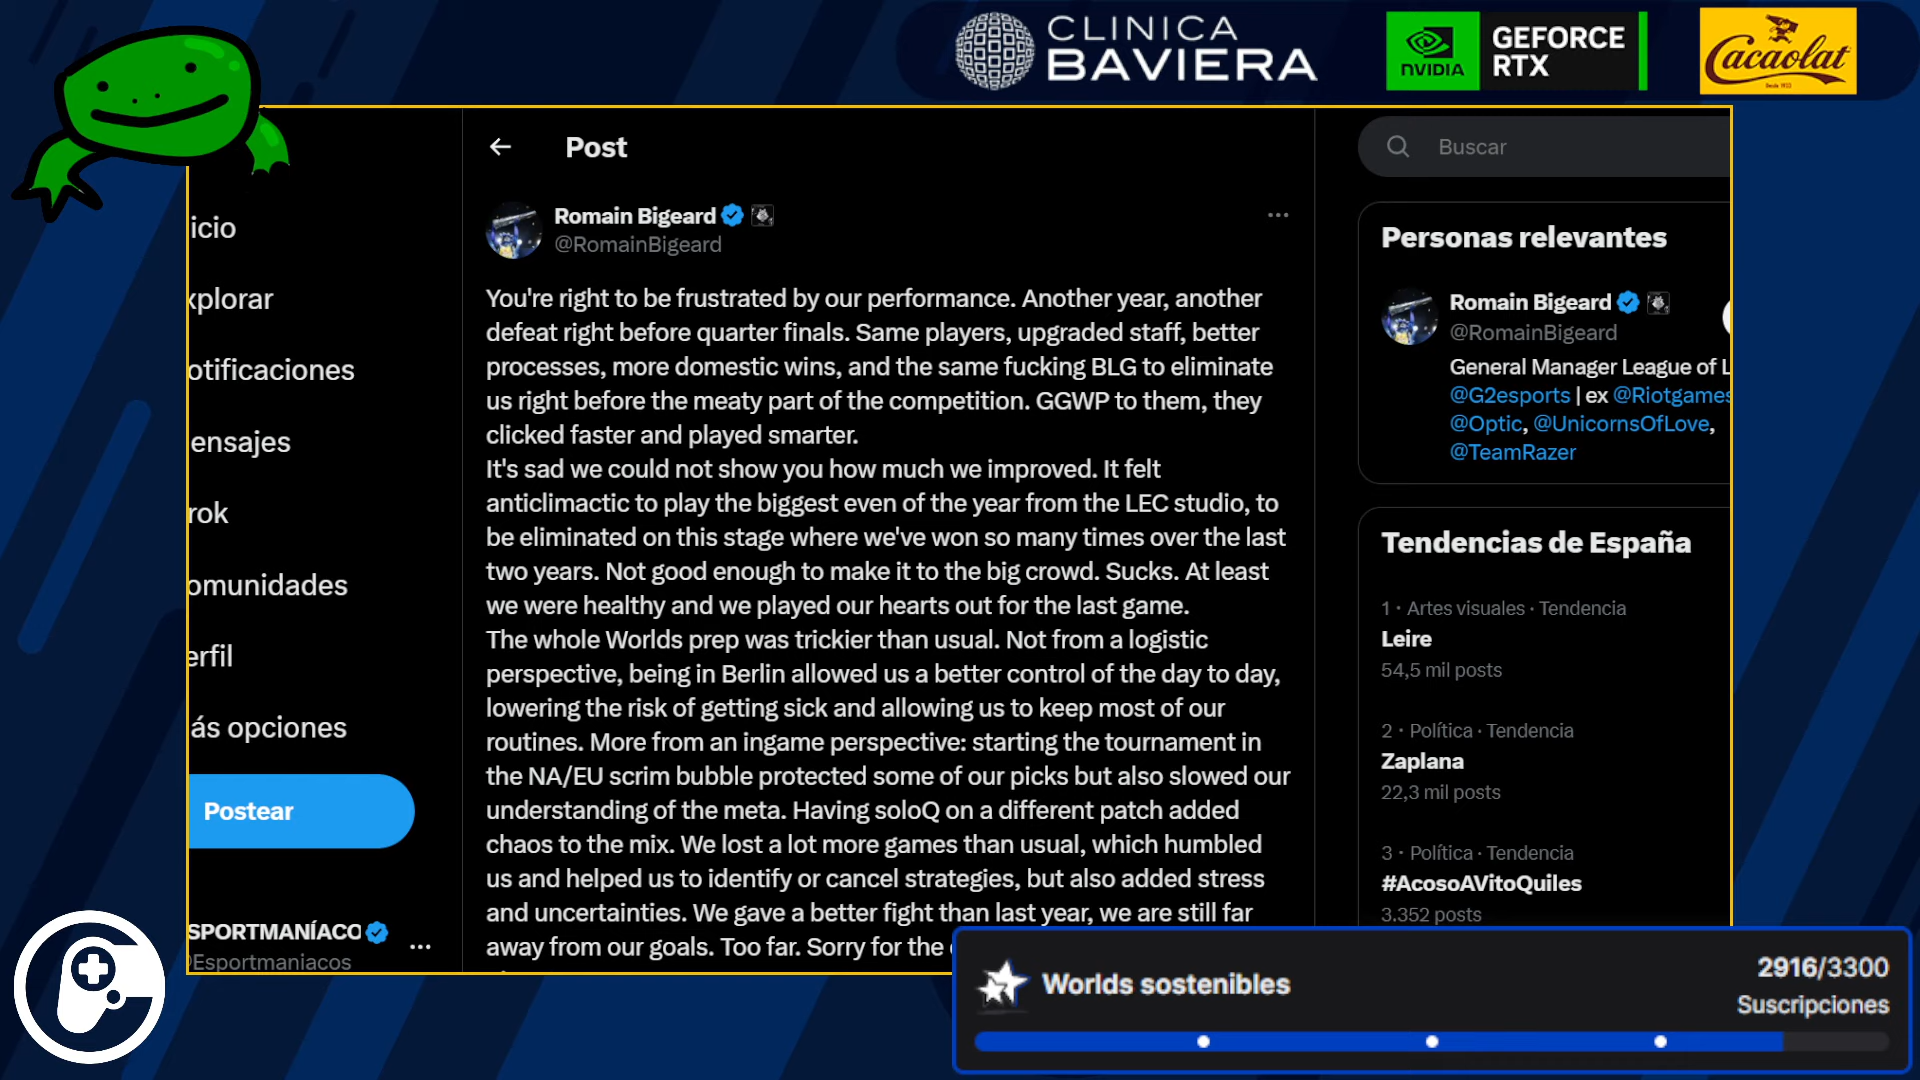 CLINICA
BAVIERA
NVIDIA
GEFORCE
RTX
Cacaolat
Desde 1933
Post
Buscar
Romain Bigeard
@RomainBigeard
You're right to be frustrated by our performance. Another year, another
defeat right before quarter finals. Same players, upgraded staff, better
processes, more domestic wins, and the same fucking BLG to eliminate
us right before the meaty part of the competition. GGWP to them, they
clicked faster and played smarter.
It's sad we could not show you how much we improved. It felt
anticlimactic to play the biggest even of the year from the LEC studio, to
be eliminated on this stage where we've won so many times over the last
two years. Not good enough to make it to the big crowd. Sucks. At least
we were healthy and we played our hearts out for the last game.
The whole Worlds prep was trickier than usual. Not from a logistic
perspective, being in Berlin allowed us a better control of the day to day,
lowering the risk of getting sick and allowing us to keep most of our
routines. More from an ingame perspective: starting the tournament in
the NA/EU scrim bubble protected some of our picks but also slowed our
understanding of the meta. Having soloQ on a different patch added
chaos to the mix. We lost a lot more games than usual, which humbled
us and helped us to identify or cancel strategies, but also added stress
and uncertainties. We gave a better fight than last year, we are still far
away from our goals. Too far. Sorry for the
icio
xplorar
otificaciones
ensajes
rok
omunidades
erfil
ás opciones
Postear
SPORTMANÍACO
@Esportmaniacos
Personas relevantes
Romain Bigeard
@RomainBigeard
General Manager League of L
@G2esports | ex @Riotgames
@Optic, @UnicornsOfLove,
@TeamRazer
Tendencias de España
1 · Artes visuales · Tendencia
Leire
54,5 mil posts
2 · Política · Tendencia
Zaplana
22,3 mil posts
3 · Política · Tendencia
#AcosoAVitoQuiles
3.352 posts
Worlds sostenibles
2916/3300
Suscripciones